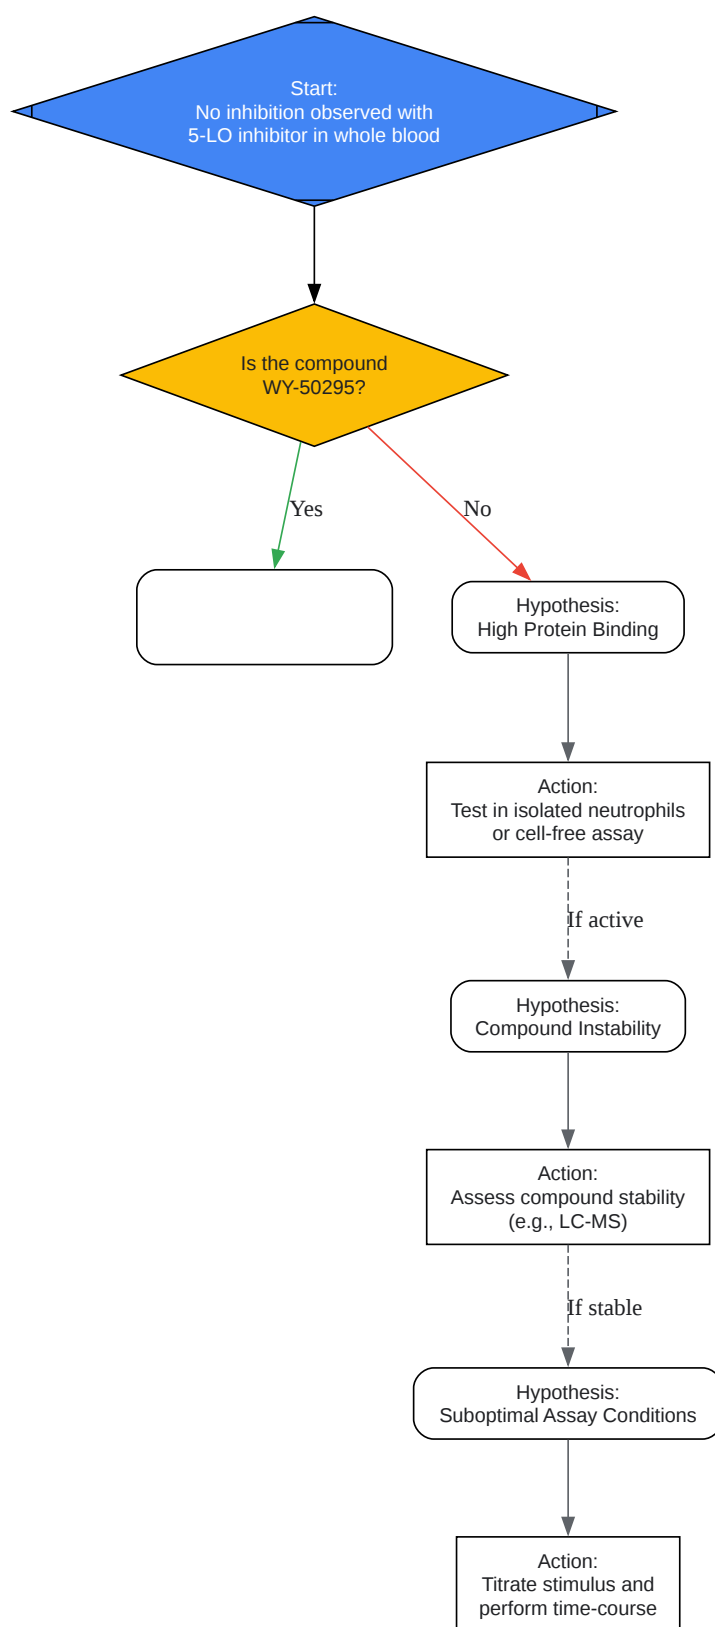 Start:
No inhibition observed with
5-LO inhibitor in whole blood
Is the compound
WY-50295?
Yes
No
Hypothesis:
High Protein Binding
Action:
Test in isolated neutrophils
or cell-free assay
If active
Hypothesis:
Compound Instability
Action:
Assess compound stability
(e.g., LC-MS)
If stable
Hypothesis:
Suboptimal Assay Conditions
Action:
Titrate stimulus and
perform time-course